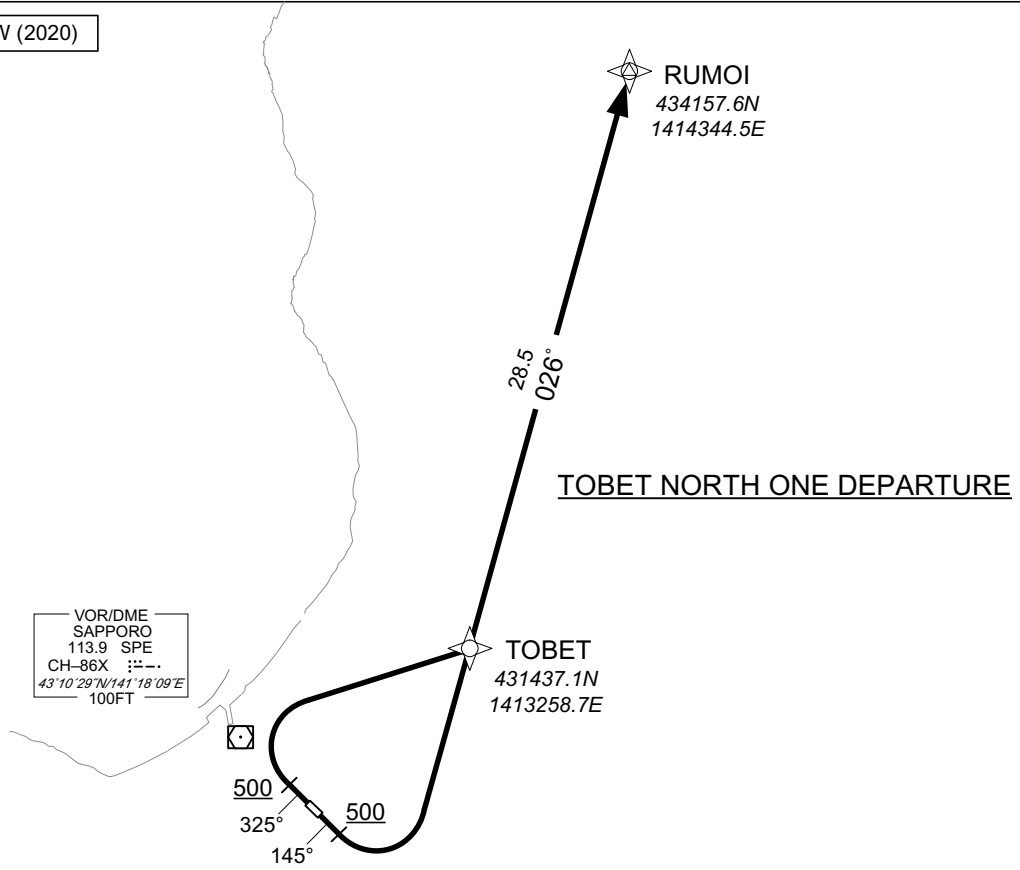 W (2020)
RUMOI
434157.6N
1414344.5E
28.5
026°
TOBET NORTH ONE DEPARTURE
VOR/DME
SAPPORO
113.9 SPE
CH–86X
43°10'29"N/141°18'09"E
100FT
TOBET
431437.1N
1413258.7E
500
325°
500
145°